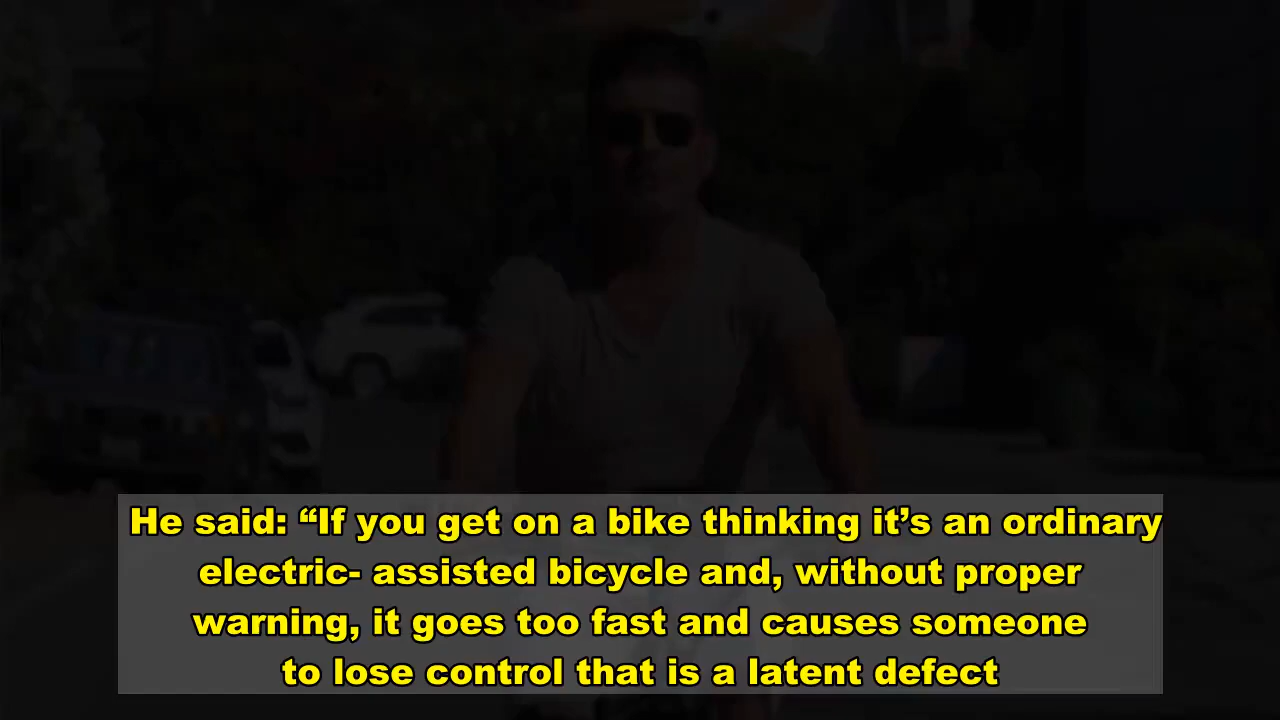 He said: “If you get on a bike thinking it’s an ordinary
electric- assisted bicycle and, without proper
warning, it goes too fast and causes someone
to lose control that is a latent defect